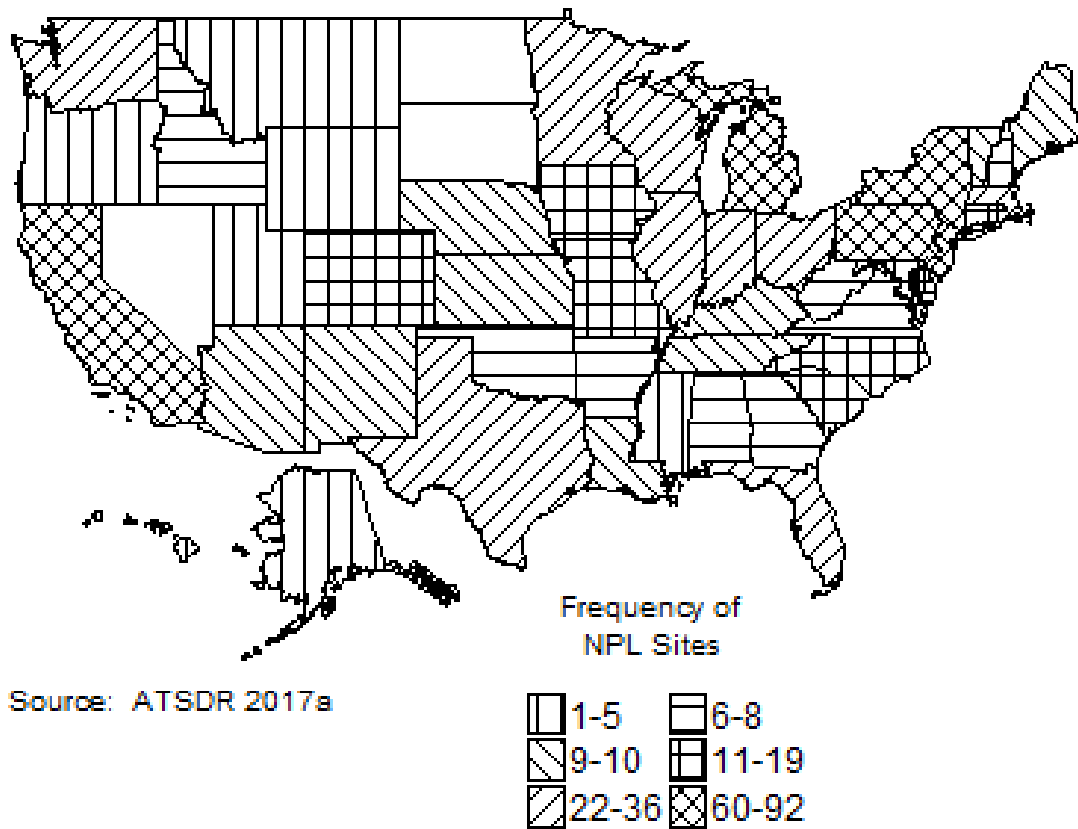 Frequency of
NPL Sites
Source: ATSDR 2017a
1-5 6-8
9-10 11-19
22-36 60-92